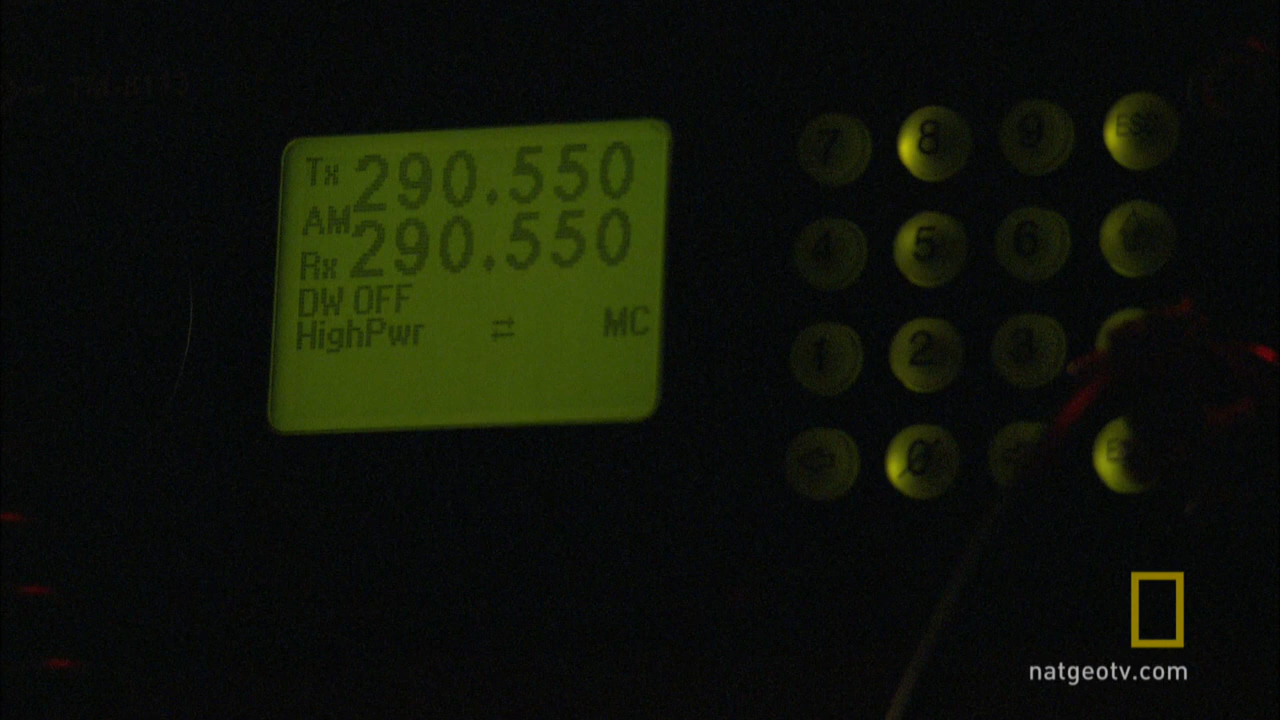 Tx 290.550
AM
Rx 290.550
DW OFF
HighPwr ⇄ MC
7 8 9 ESC
4 5 6
1 2 3
0
natgeotv.com